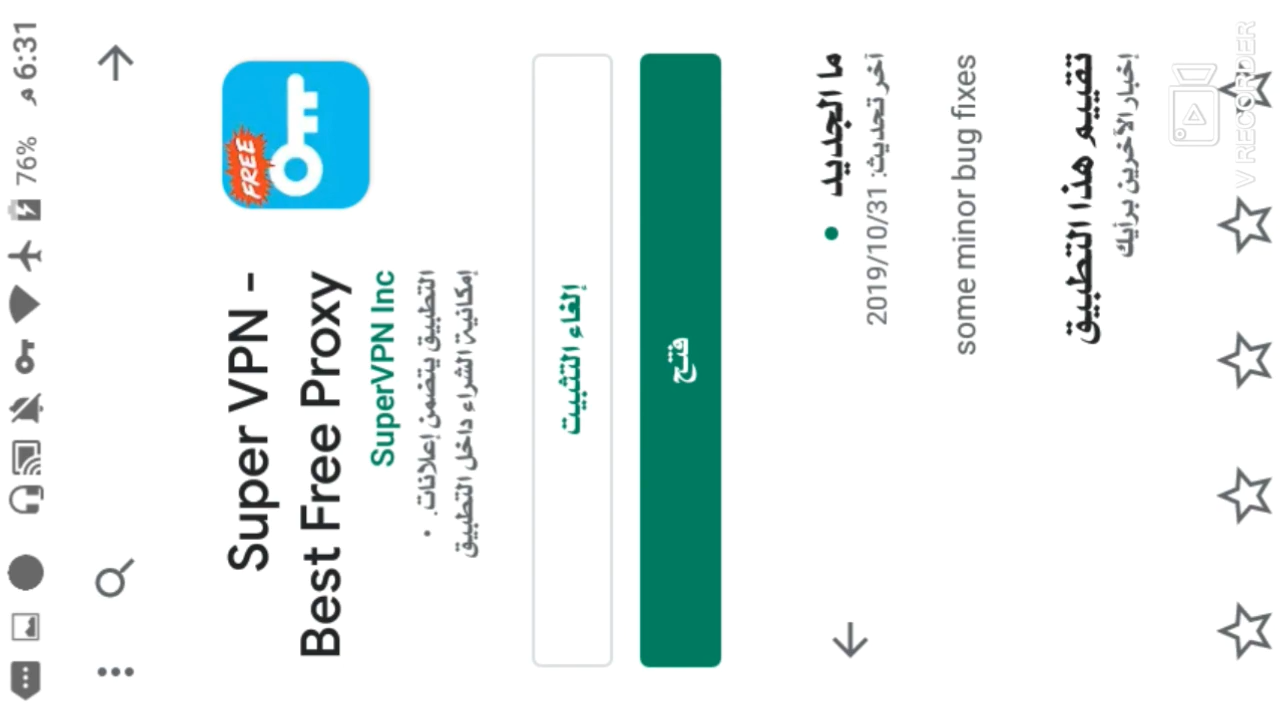 6:31 م
76%
FREE
Super VPN -
Best Free Proxy
SuperVPN Inc
التطبيق يتضمن إعلانات. •
إمكانية الشراء داخل التطبيق
إلغاء التثبيت
فتح
ما الجديد •
آخر تحديث: 2019/10/31
some minor bug fixes
تقييم هذا التطبيق
إخبار الآخرين برأيك
V RECORDER